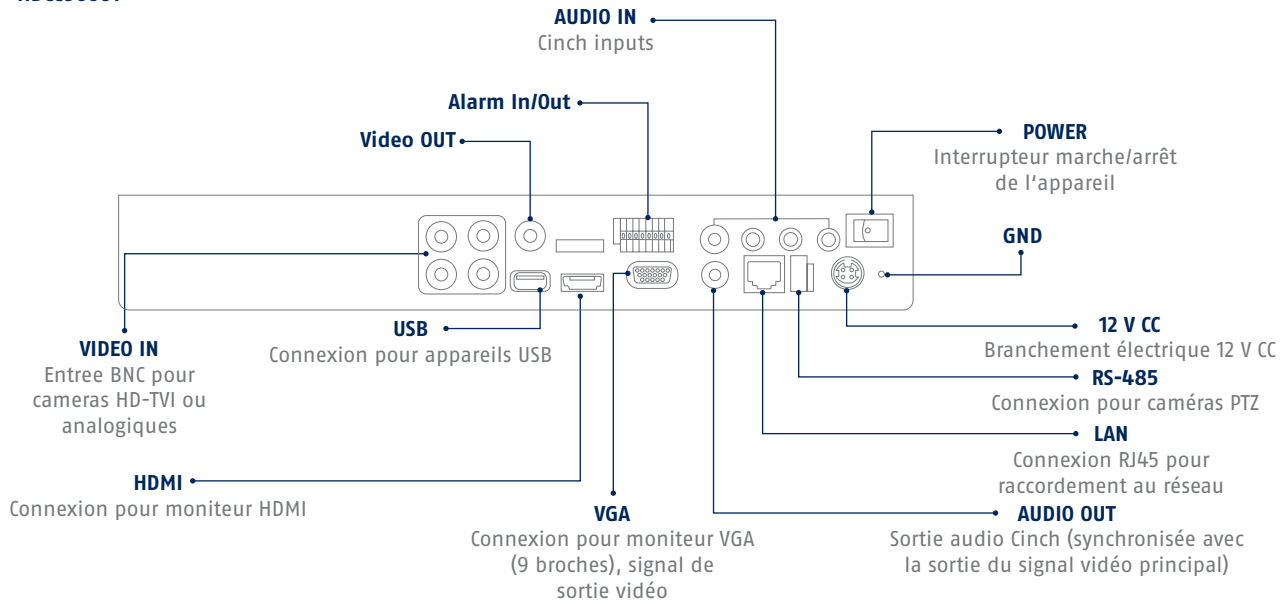 AUDIO IN
Cinch inputs
Alarm In/Out
Video OUT
POWER
Interrupteur marche/arrêt
de l'appareil
GND
VIDEO IN
Entree BNC pour
cameras HD-TVI ou
analogiques
USB
Connexion pour appareils USB
12 V CC
Branchement électrique 12 V CC
RS-485
Connexion pour caméras PTZ
LAN
Connexion RJ45 pour
raccordement au réseau
HDMI
Connexion pour moniteur HDMI
VGA
Connexion pour moniteur VGA
(9 broches), signal de
sortie vidéo
AUDIO OUT
Sortie audio Cinch (synchronisée avec
la sortie du signal vidéo principal)